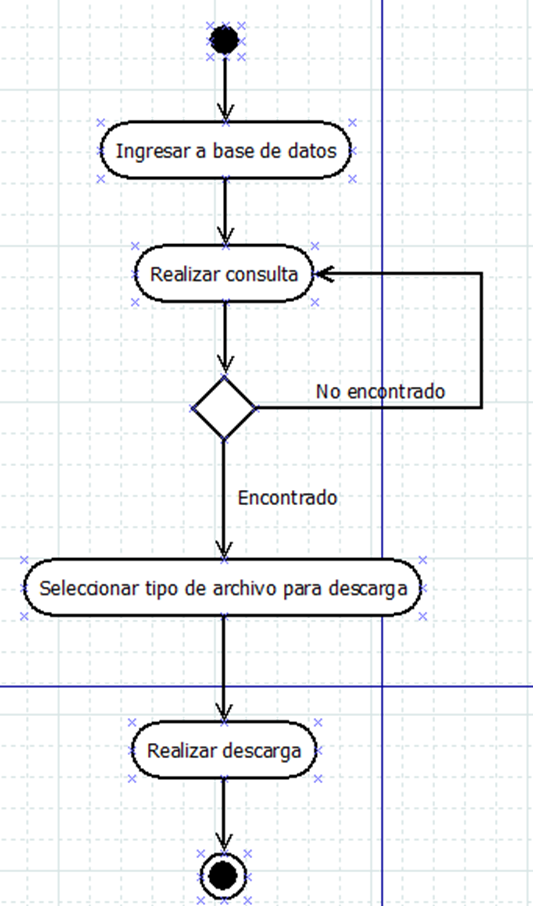 Ingresar a base de datos
Realizar consulta
No encontrado
Encontrado
Seleccionar tipo de archivo para descarga
Realizar descarga